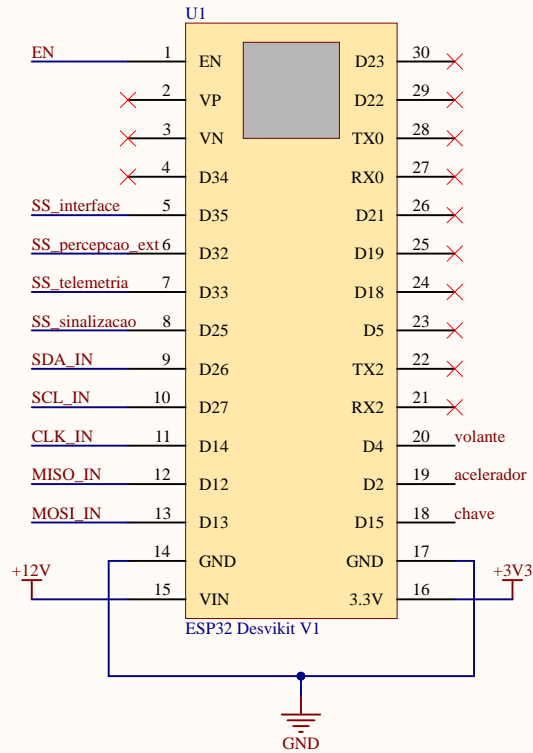 U1
EN 1 EN D23 30
2 VP D22 29
3 VN TX0 28
4 D34 RX0 27
SS_interface 5 D35 D21 26
SS_percepcao_ext 6 D32 D19 25
SS_telemetria 7 D33 D18 24
SS_sinalizacao 8 D25 D5 23
SDA_IN 9 D26 TX2 22
SCL_IN 10 D27 RX2 21
CLK_IN 11 D14 D4 20 volante
MISO_IN 12 D12 D2 19 acelerador
MOSI_IN 13 D13 D15 18 chave
14 GND GND 17
+12V 15 VIN 3.3V 16 +3V3
ESP32 Desvikit V1
GND